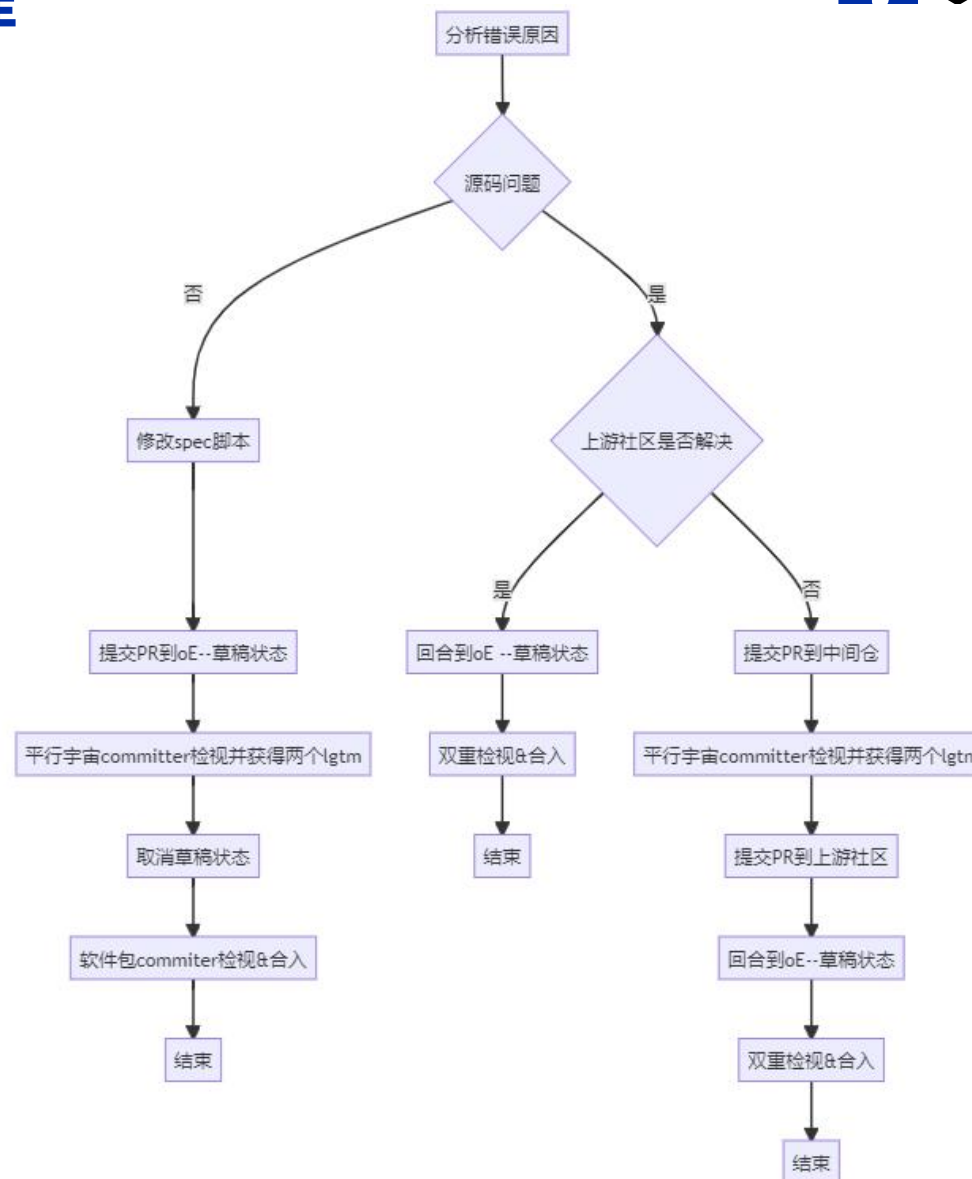 分析错误原因
源码问题
否
是
修改spec脚本
上游社区是否解决
是
否
提交PR到oE--草稿状态
回合到oE --草稿状态
提交PR到中间仓
平行宇宙committer检视并获得两个lgtm
双重检视&合入
平行宇宙committer检视并获得两个lgtm
取消草稿状态
结束
提交PR到上游社区
软件包commiter检视&合入
回合到oE--草稿状态
结束
双重检视&合入
结束